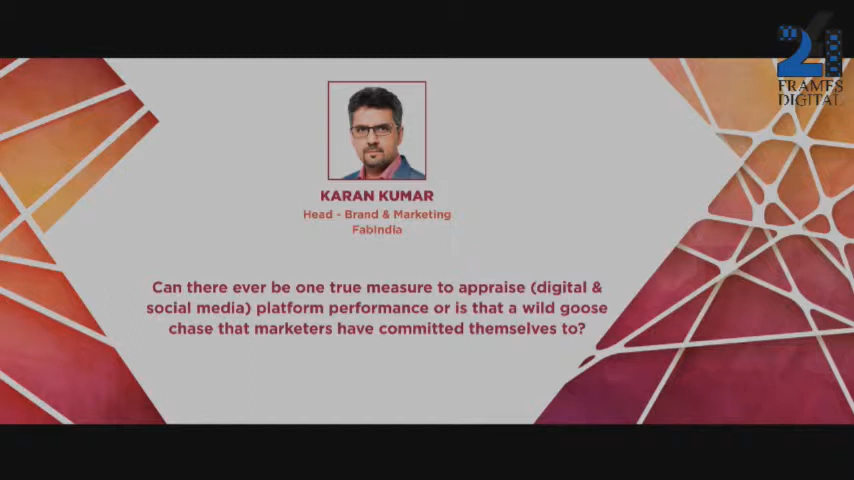 24
FRAMES
DIGITAL
KARAN KUMAR
Head - Brand & Marketing
FabIndia
Can there ever be one true measure to appraise (digital &
social media) platform performance or is that a wild goose
chase that marketers have committed themselves to?